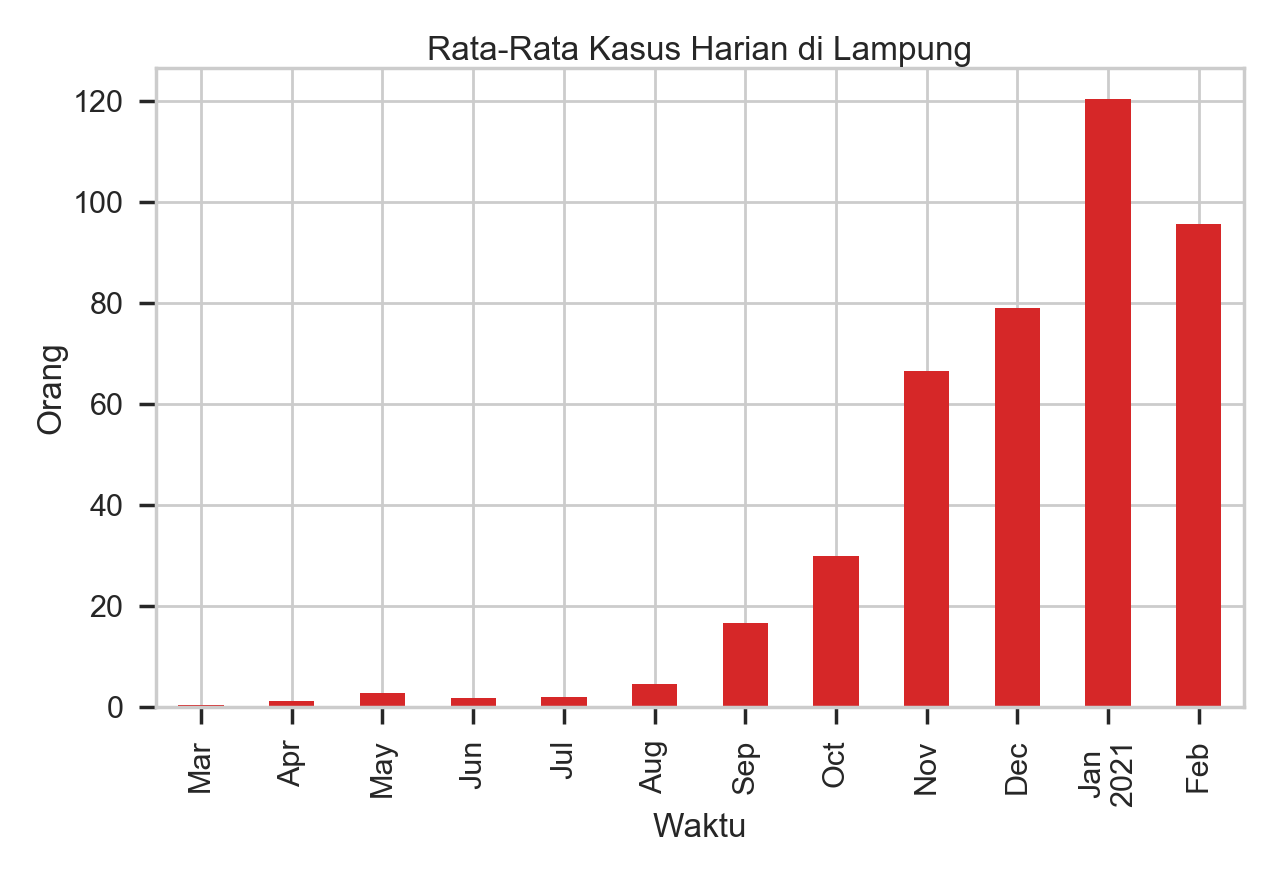 Rata-Rata Kasus Harian di Lampung
120
100
80
60
40
20
0
Orang
Mar
Apr
May
Jun
Jul
Aug
Sep
Oct
Nov
Dec
Jan
2021
Feb
Waktu